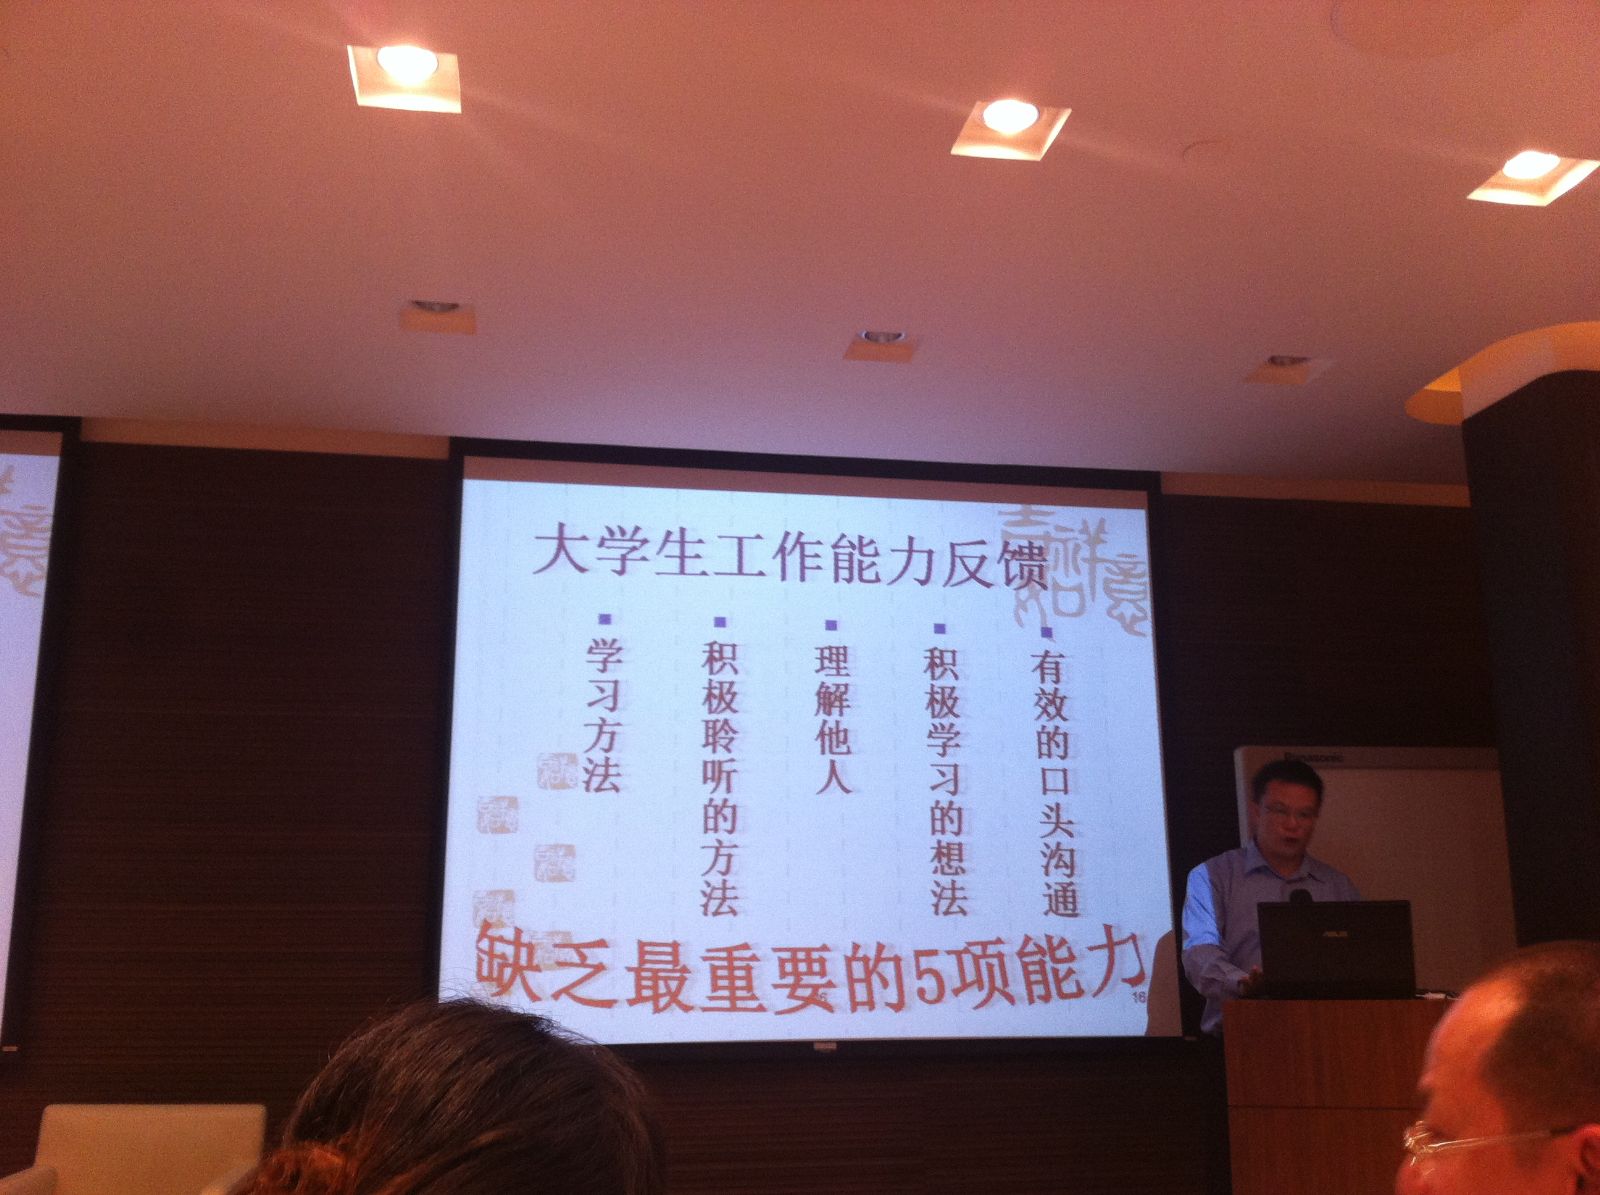 大学生工作能力反馈
有效的口头沟通
积极学习的想法
理解他人
积极聆听的方法
学习方法
缺乏最重要的5项能力
16
Panasonic
ASUS